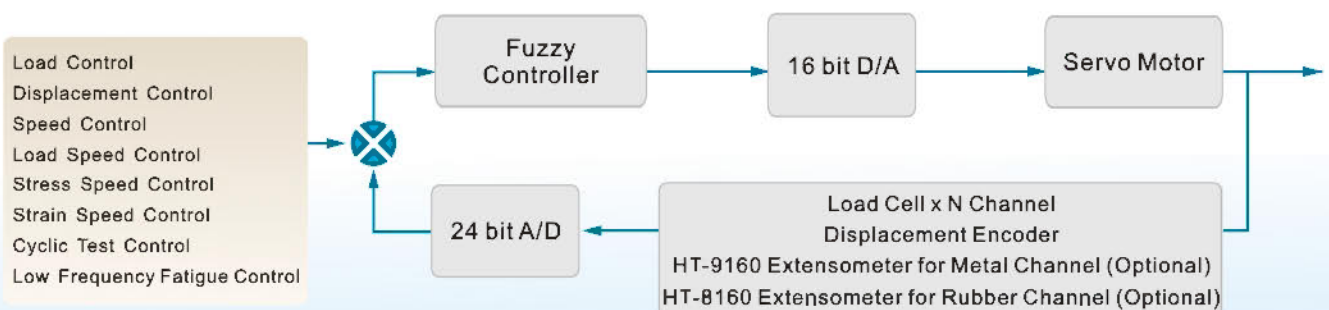 Load Control
Displacement Control
Speed Control
Load Speed Control
Stress Speed Control
Strain Speed Control
Cyclic Test Control
Low Frequency Fatigue Control
Fuzzy
Controller
16 bit D/A
Servo Motor
24 bit A/D
Load Cell x N Channel
Displacement Encoder
HT-9160 Extensometer for Metal Channel (Optional)
HT-8160 Extensometer for Rubber Channel (Optional)